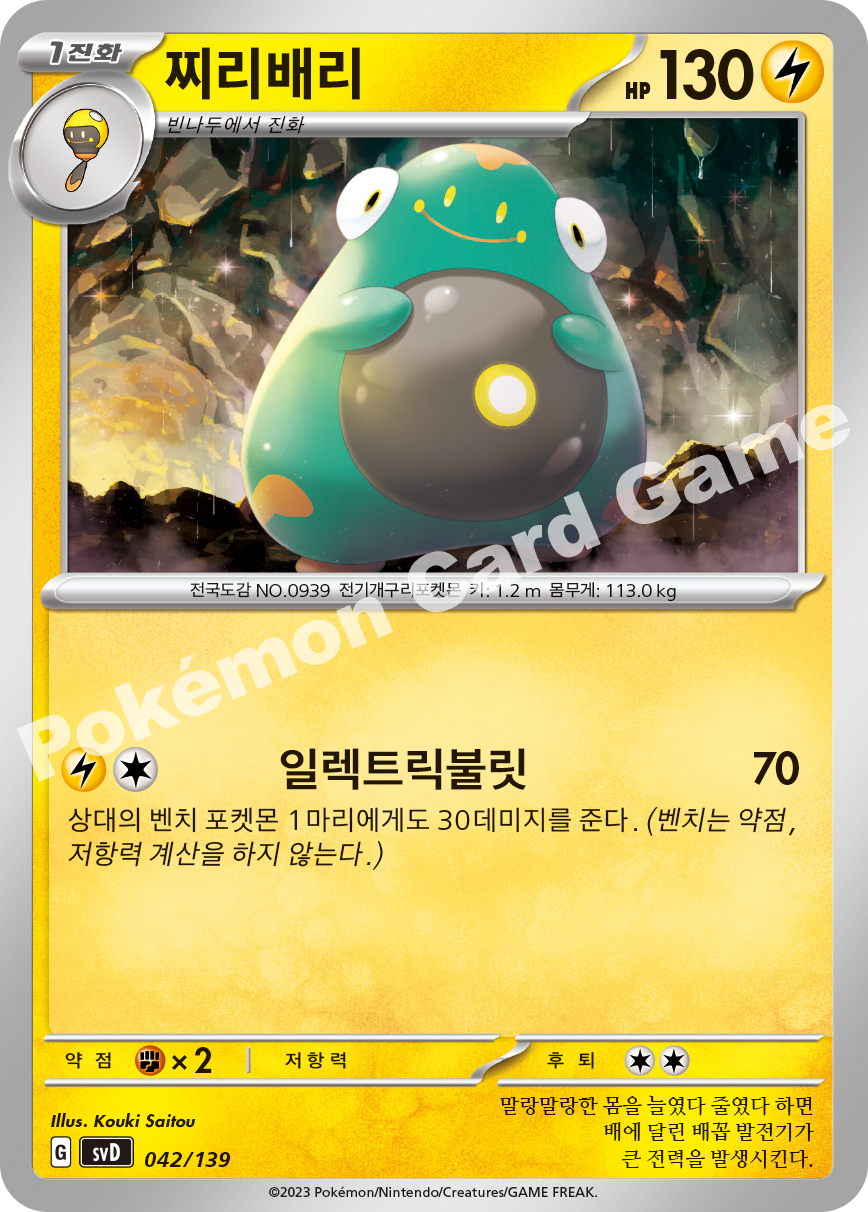 1진화
찌리배리
HP 130
빈나두에서 진화
전국도감 NO.0939 전기개구리포켓몬 키: 1.2 m 몸무게: 113.0 kg
Pokémon Card Game
일렉트릭불릿 70
상대의 벤치 포켓몬 1마리에게도 30데미지를 준다. (벤치는 약점,
저항력 계산을 하지 않는다.)
약점 ×2 저항력 후퇴
Illus. Kouki Saitou
말랑말랑한 몸을 늘였다 줄였다 하면
배에 달린 배꼽 발전기가
큰 전력을 발생시킨다.
G svD 042/139
©2023 Pokémon/Nintendo/Creatures/GAME FREAK.